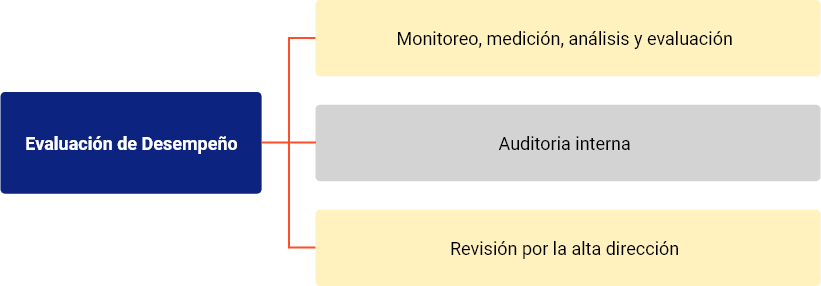 Monitoreo, medición, análisis y evaluación
Evaluación de Desempeño
Auditoria interna
Revisión por la alta dirección